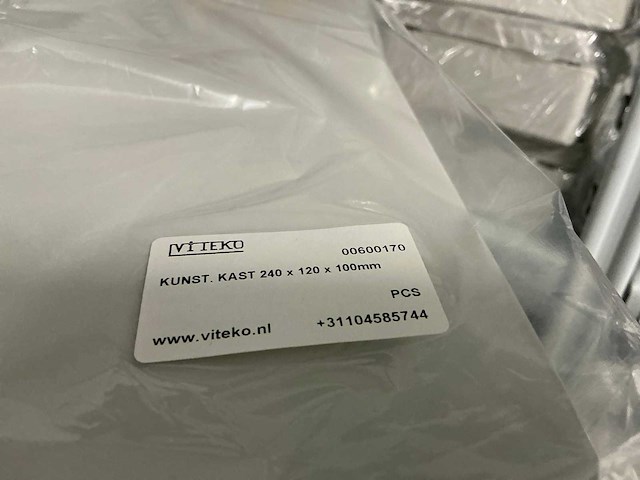 VITEKO
00600170
KUNST. KAST 240 x 120 x 100mm
PCS
www.viteko.nl +31104585744